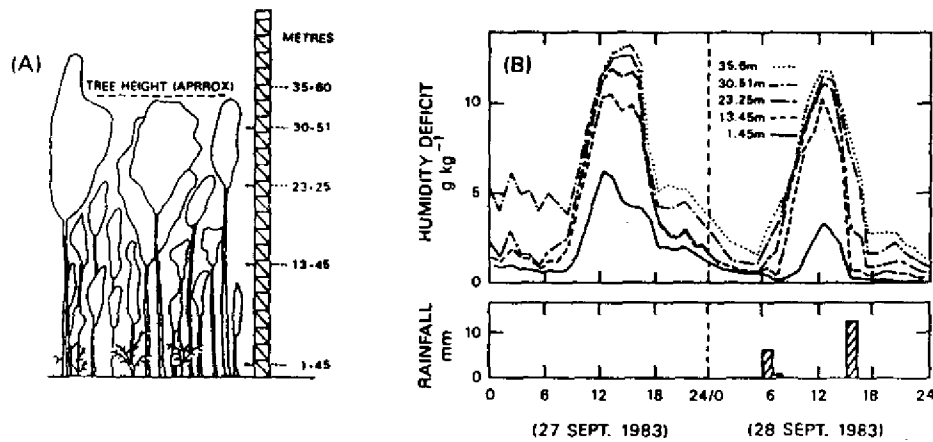 (A)
METRES
TREE HEIGHT (APRROX)
35·60
30·51
23·25
13·45
1·45
(B)
HUMIDITY DEFICIT
g kg⁻¹
10
5
0
35.6m
30.51m
23.25m
13.45m
1.45m
RAINFALL
mm
10
0
0 6 12 18 24/0 6 12 18 24
(27 SEPT. 1983) (28 SEPT. 1983)